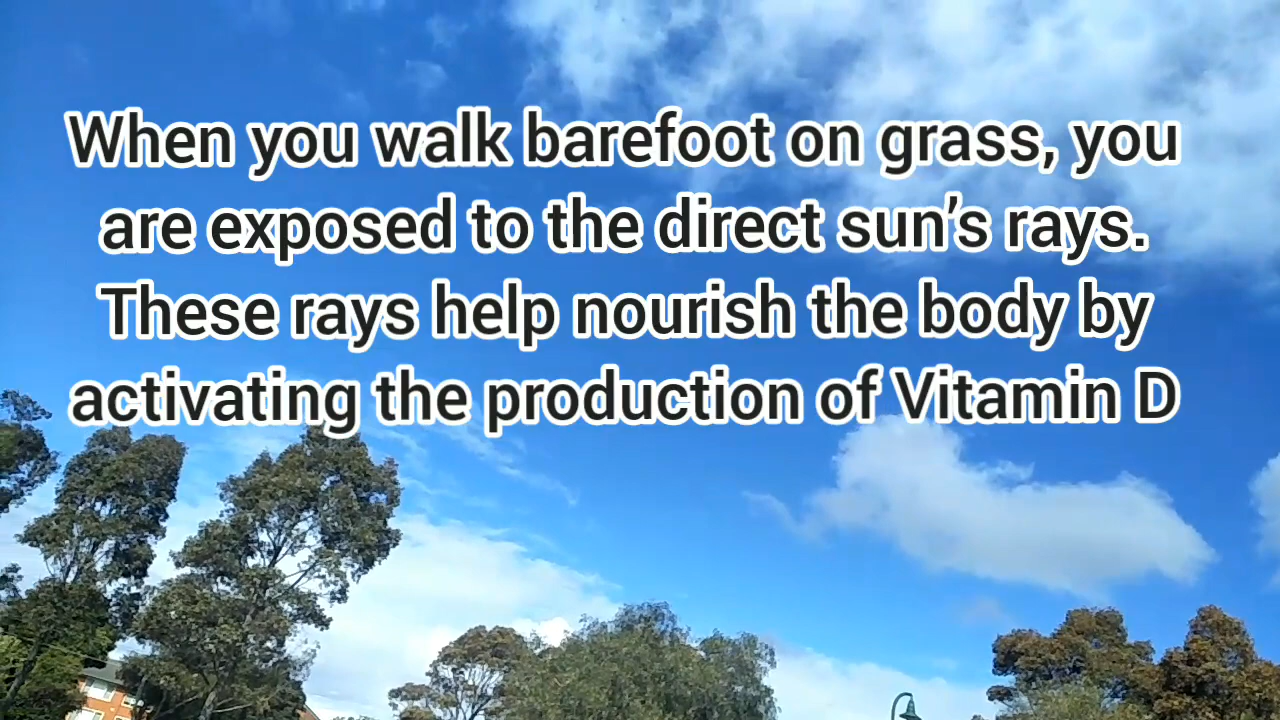 When you walk barefoot on grass, you
are exposed to the direct sun’s rays.
These rays help nourish the body by
activating the production of Vitamin D